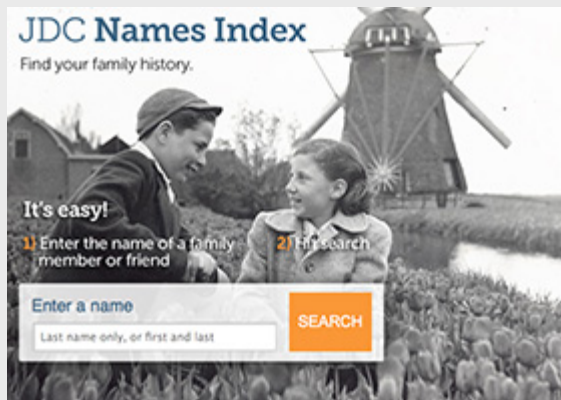 JDC Names Index
Find your family history.
It's easy!
1) Enter the name of a family 2) Hit search
member or friend
Enter a name
SEARCH
Last name only, or first and last